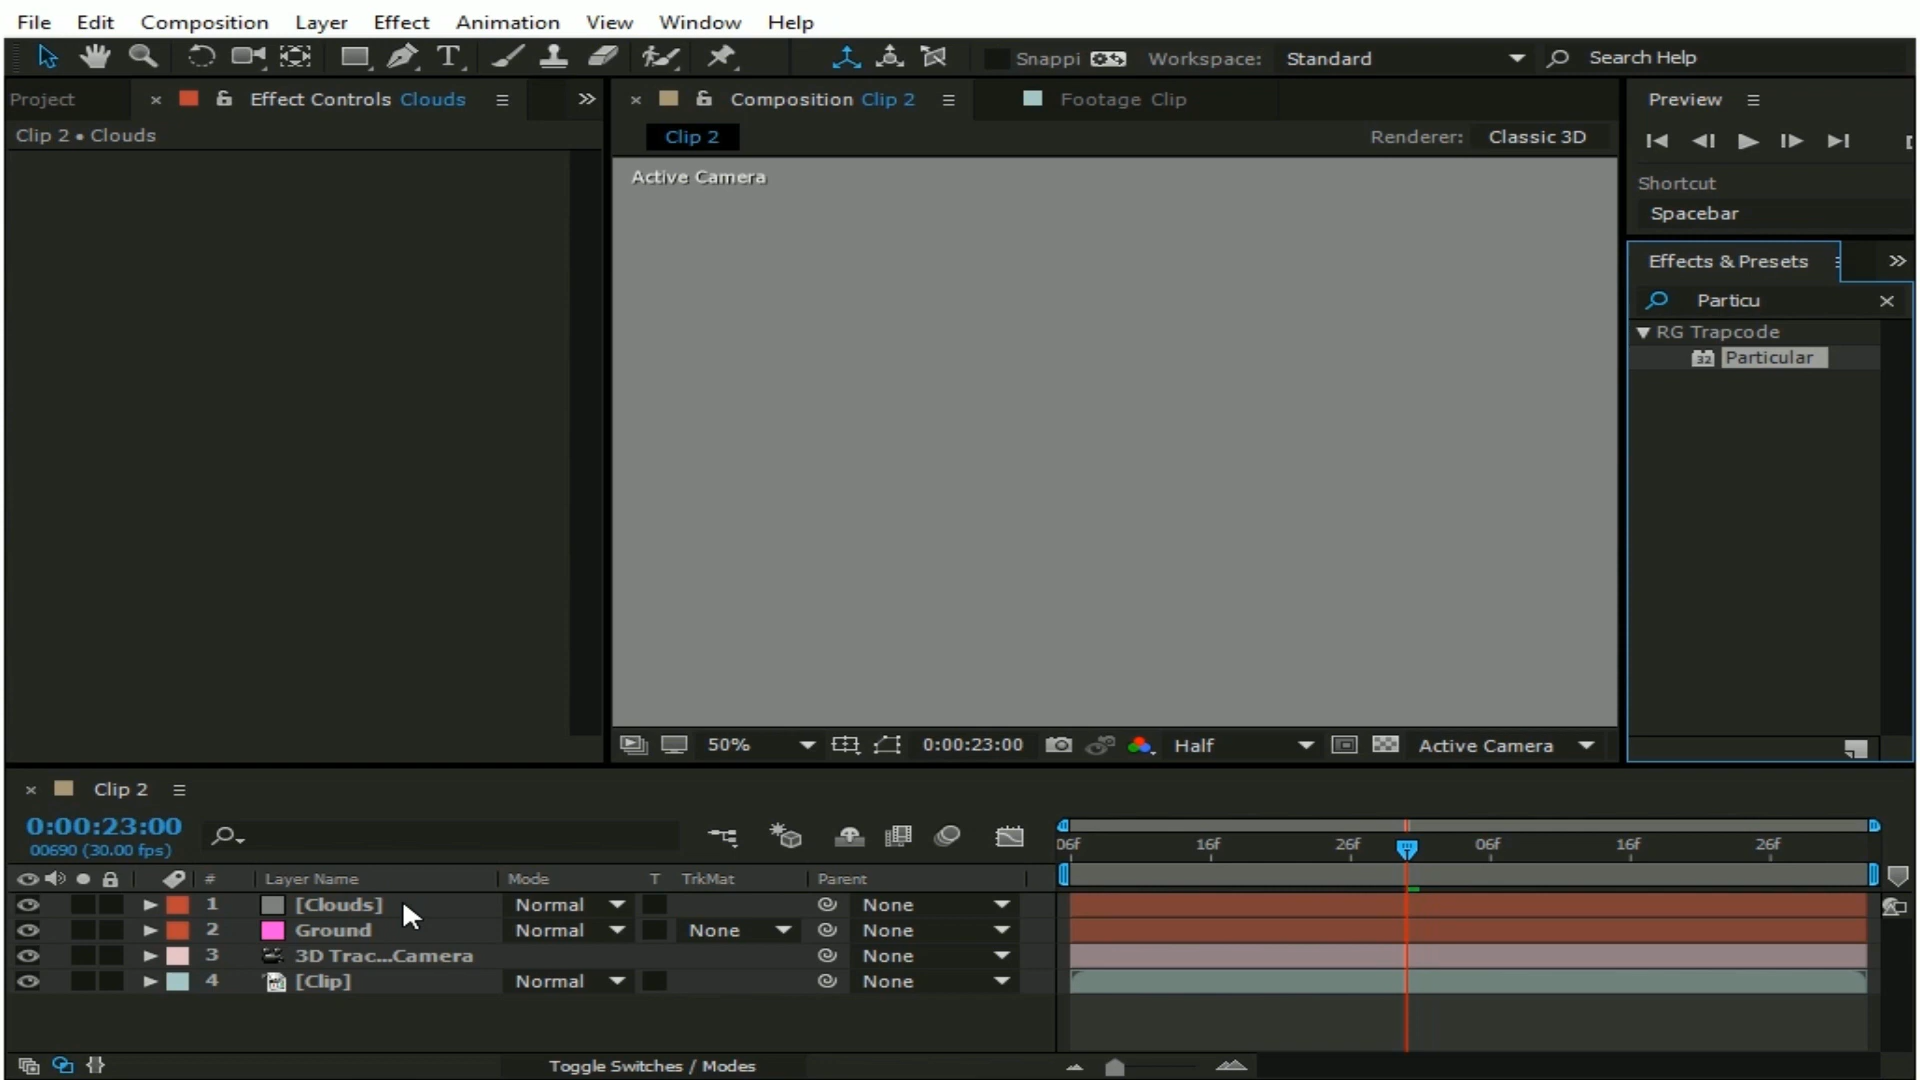 File Edit Composition Layer Effect Animation View Window Help
Snappi Workspace: Standard Search Help
Project Effect Controls Clouds Composition Clip 2 Footage Clip Preview
Clip 2 • Clouds Clip 2 Renderer: Classic 3D
Active Camera
Shortcut
Spacebar
Effects & Presets
Particu
RG Trapcode
32 Particular
50% 0:00:23:00 Half Active Camera
Clip 2
0:00:23:00
00690 (30.00 fps)
06f 16f 26f 06f 16f 26f
# Layer Name Mode T TrkMat Parent
1 [Clouds] Normal None
2 Ground Normal None None
3 3D Trac...Camera None
4 [Clip] Normal None
Toggle Switches / Modes